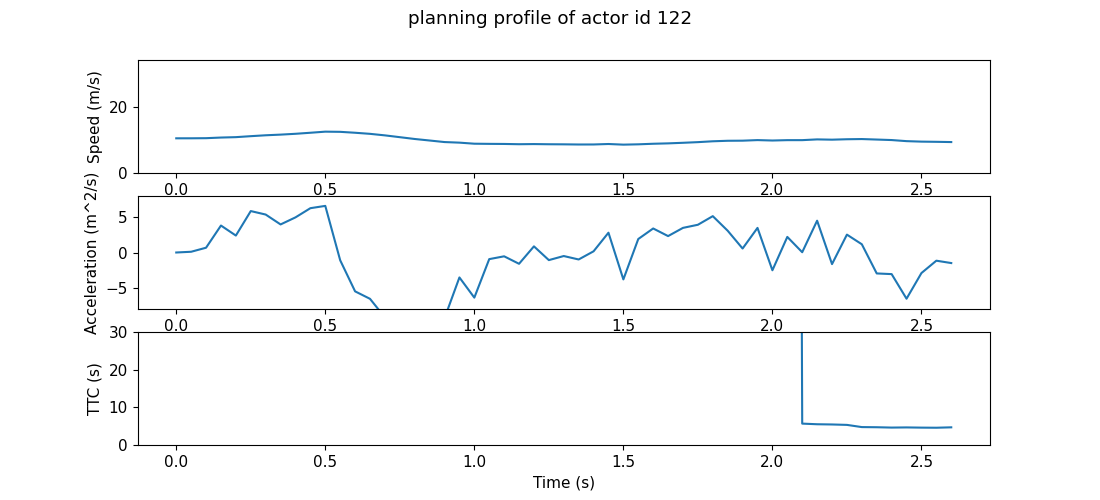 planning profile of actor id 122
Speed (m/s)
20
0
0.0 0.5 1.0 1.5 2.0 2.5
Acceleration (m^2/s)
5
0
−5
0.0 0.5 1.0 1.5 2.0 2.5
TTC (s)
30
20
10
0
0.0 0.5 1.0 1.5 2.0 2.5
Time (s)